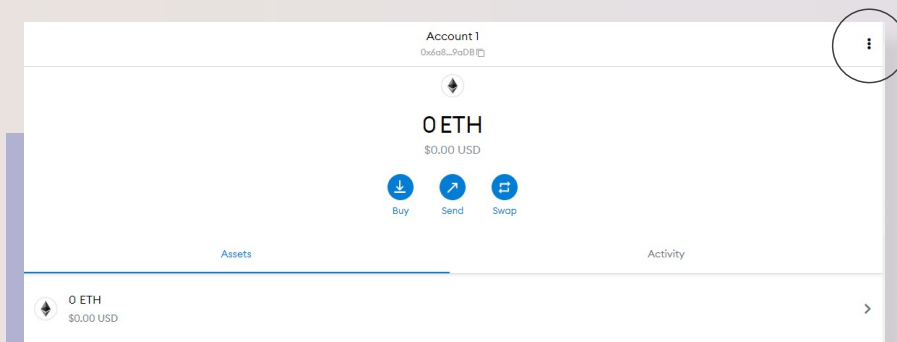 Account 1
0x6a8...9aDB
0 ETH
$0.00 USD
Buy Send Swap
Assets Activity
0 ETH
$0.00 USD